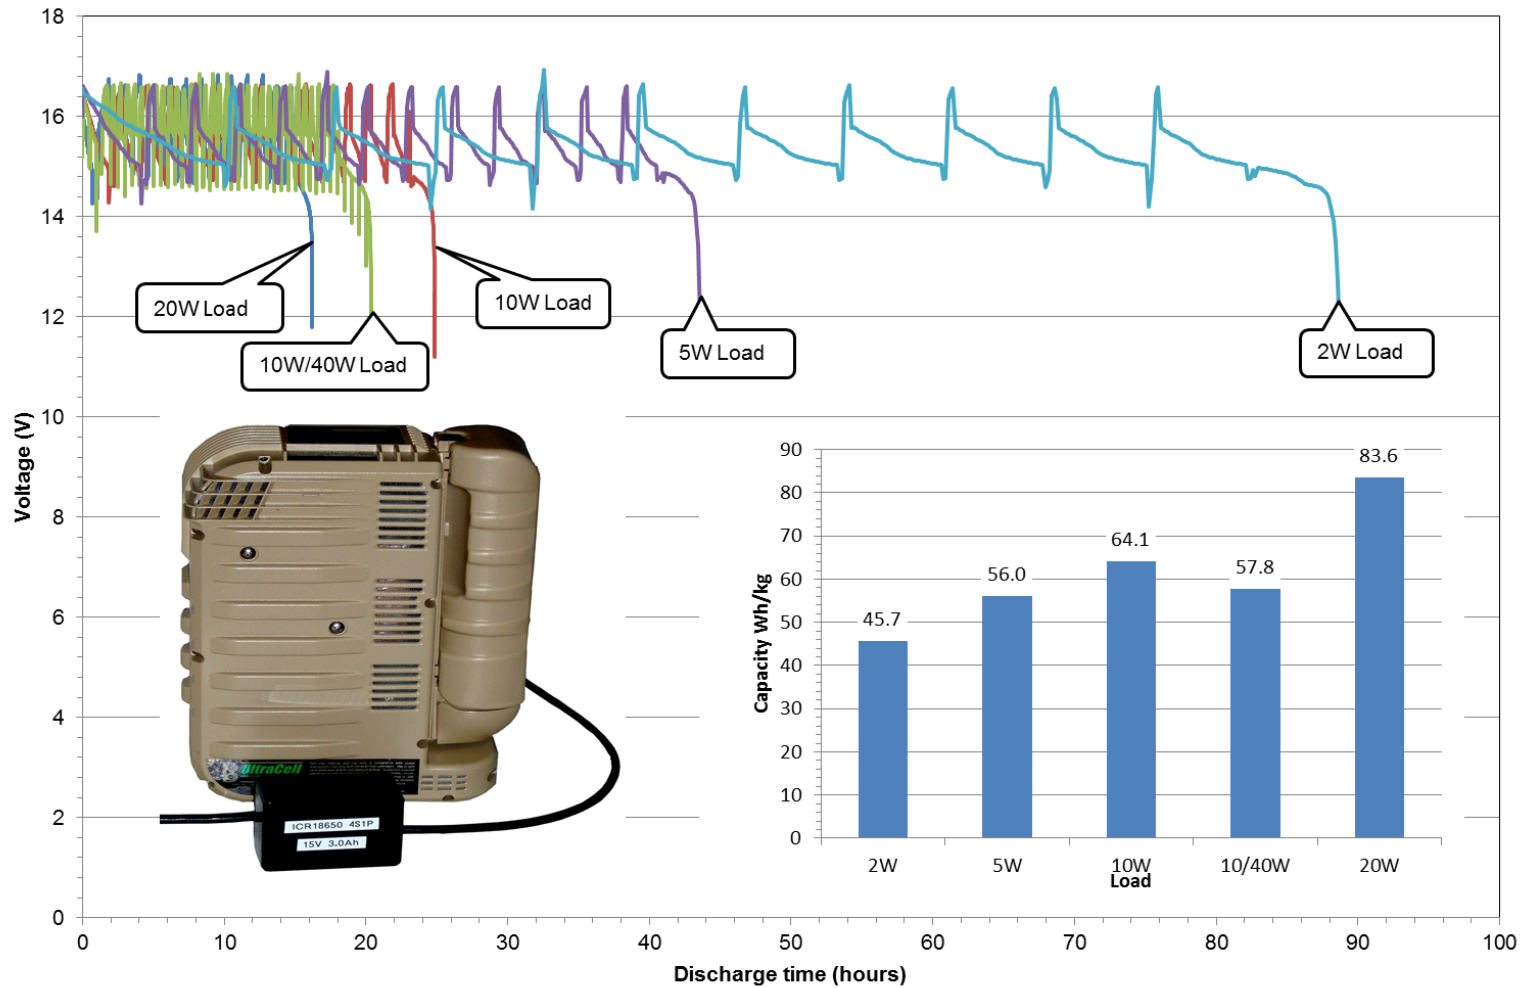 18
16
14
12
10
8
6
4
2
0
Voltage (V)
0 10 20 30 40 50 60 70 80 90 100
Discharge time (hours)
20W Load
10W/40W Load
10W Load
5W Load
2W Load
UltraCell
ICR18650 4S1P
15V 3.0Ah
90
80
70
60
50
40
30
20
10
0
Capacity Wh/kg
45.7
56.0
64.1
57.8
83.6
2W 5W 10W 10/40W 20W
Load